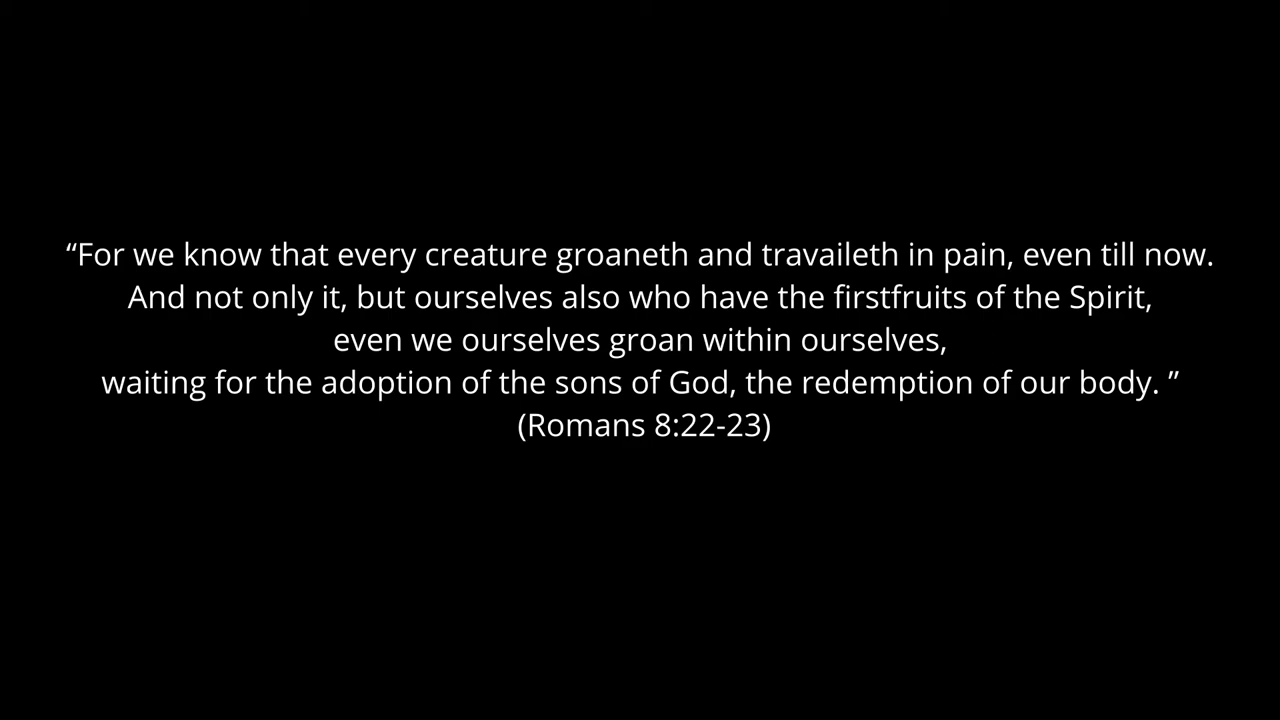 “For we know that every creature groaneth and travaileth in pain, even till now.
And not only it, but ourselves also who have the firstfruits of the Spirit,
even we ourselves groan within ourselves,
waiting for the adoption of the sons of God, the redemption of our body. ”
(Romans 8:22-23)